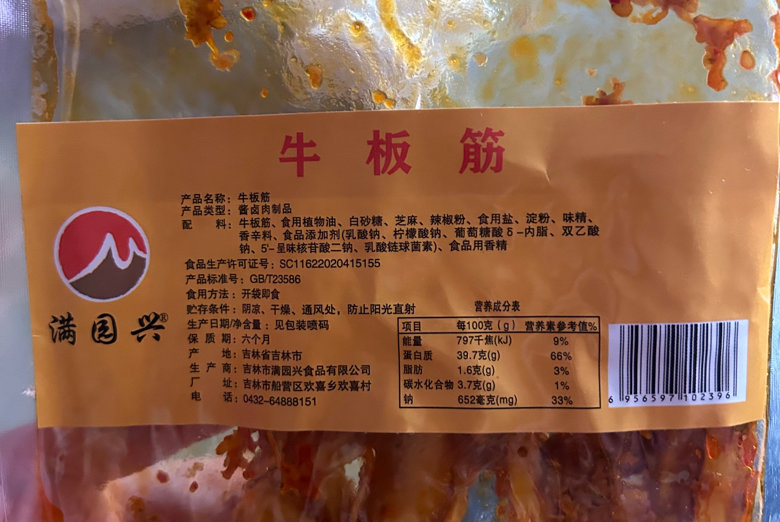 牛板筋
产品名称：牛板筋
产品类型：酱卤肉制品
配　料：牛板筋、食用植物油、白砂糖、芝麻、辣椒粉、食用盐、淀粉、味精、
香辛料、食品添加剂(乳酸钠、柠檬酸钠、葡萄糖酸δ-内脂、双乙酸
钠、5'-呈味核苷酸二钠、乳酸链球菌素)、食品用香精
食品生产许可证号：SC11622020415155
产品标准号：GB/T23586
食用方法：开袋即食
贮存条件：阴凉、干燥、通风处，防止阳光直射
生产日期/净含量：见包装喷码
保质期：六个月
产　地：吉林省吉林市
生产商：吉林市满园兴食品有限公司
厂　址：吉林市船营区欢喜乡欢喜村
电　话：0432-64888151
满园兴®
营养成分表
项目 每100克(g) 营养素参考值%
能量 797千焦(kJ) 9%
蛋白质 39.7克(g) 66%
脂肪 1.6克(g) 3%
碳水化合物 3.7克(g) 1%
钠 652毫克(mg) 33%
6 956597 102396